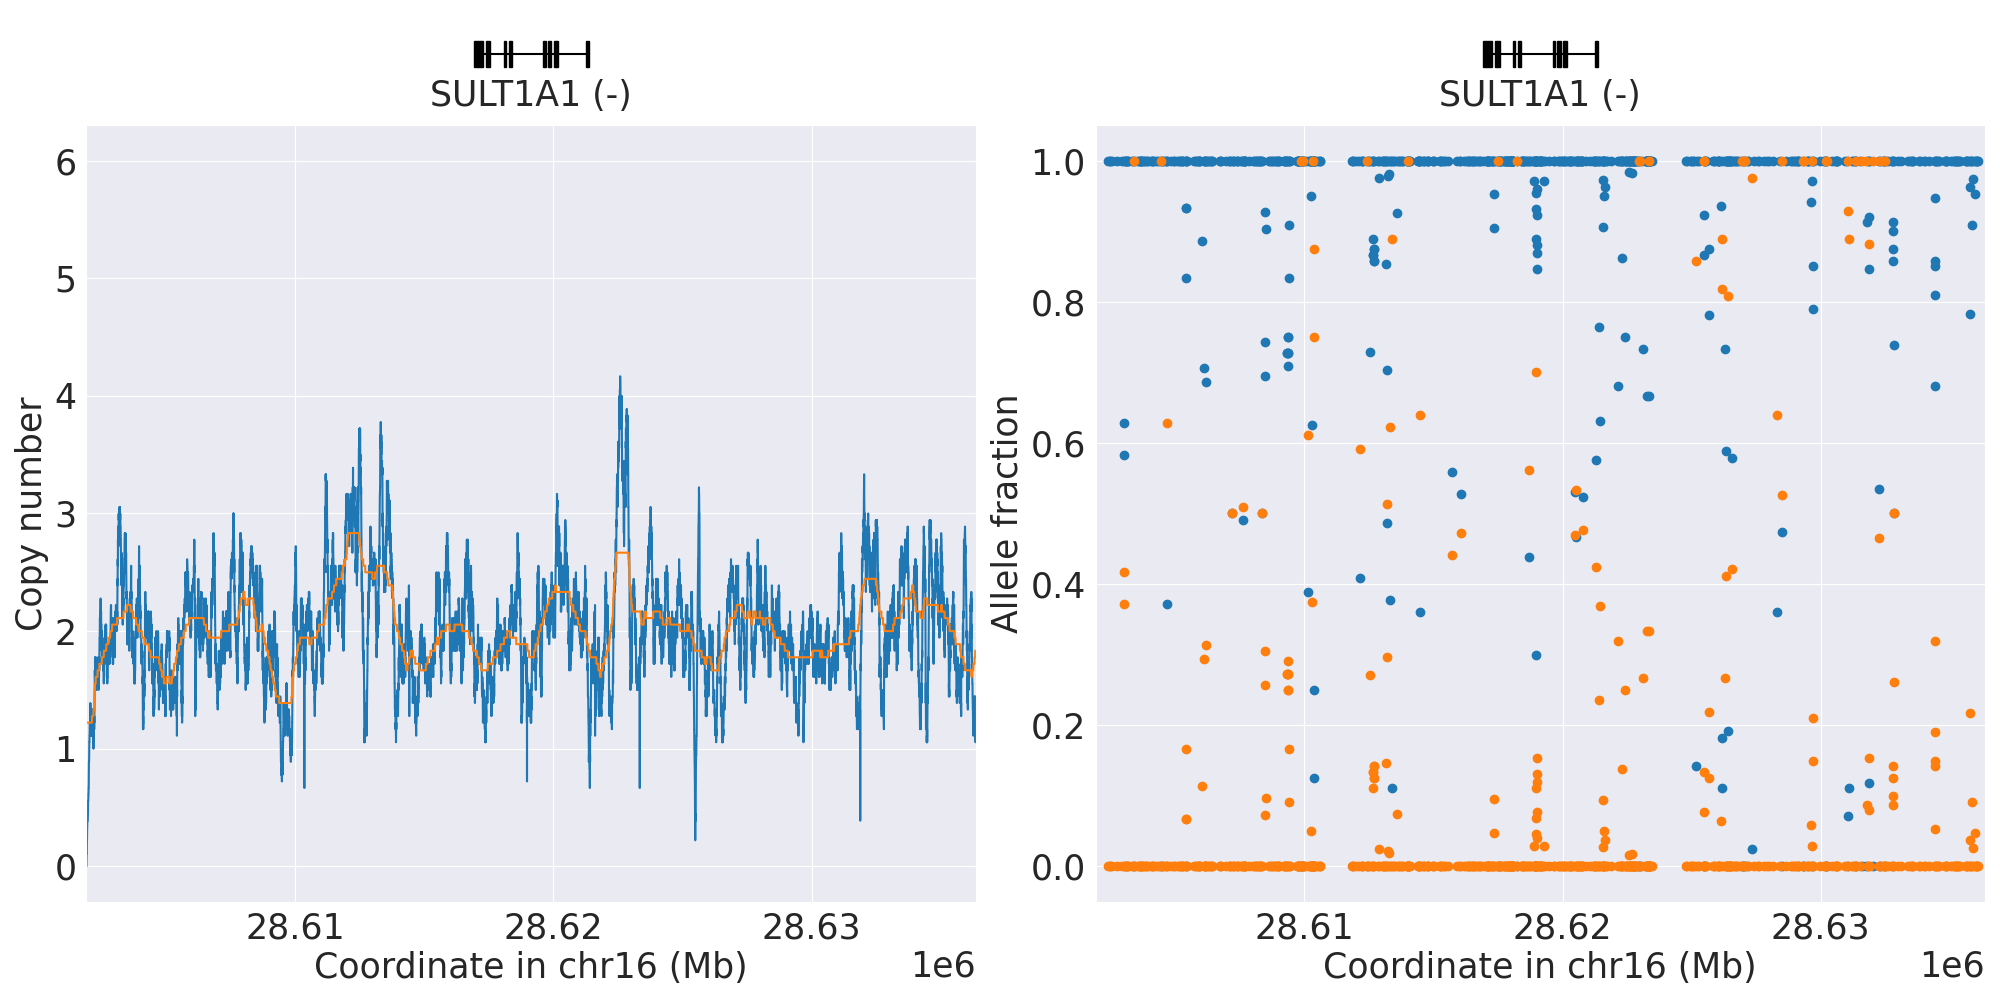 SULT1A1 (-)
6
5
4
3
2
1
0
Copy number
28.61
28.62
28.63
Coordinate in chr16 (Mb)
1e6
SULT1A1 (-)
1.0
0.8
0.6
0.4
0.2
0.0
Allele fraction
28.61
28.62
28.63
Coordinate in chr16 (Mb)
1e6